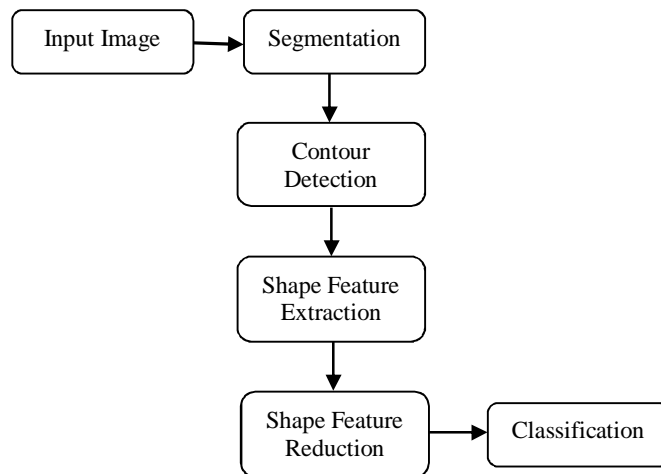 Input Image
Segmentation
Contour
Detection
Shape Feature
Extraction
Shape Feature
Reduction
Classification